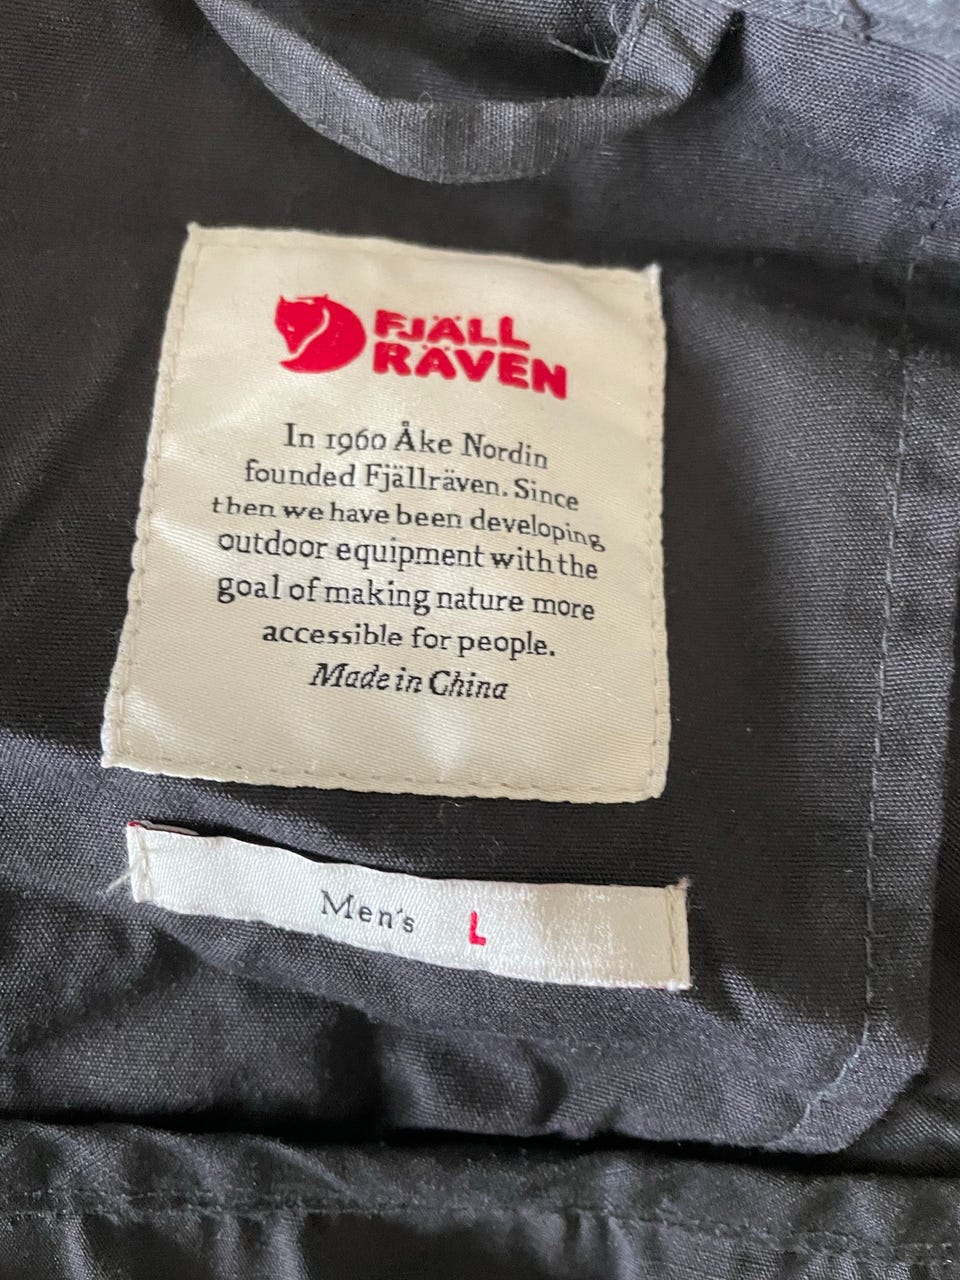 FJÄLL
RÄVEN
In 1960 Åke Nordin
founded Fjällräven. Since
then we have been developing
outdoor equipment with the
goal of making nature more
accessible for people.
Made in China
Men's L